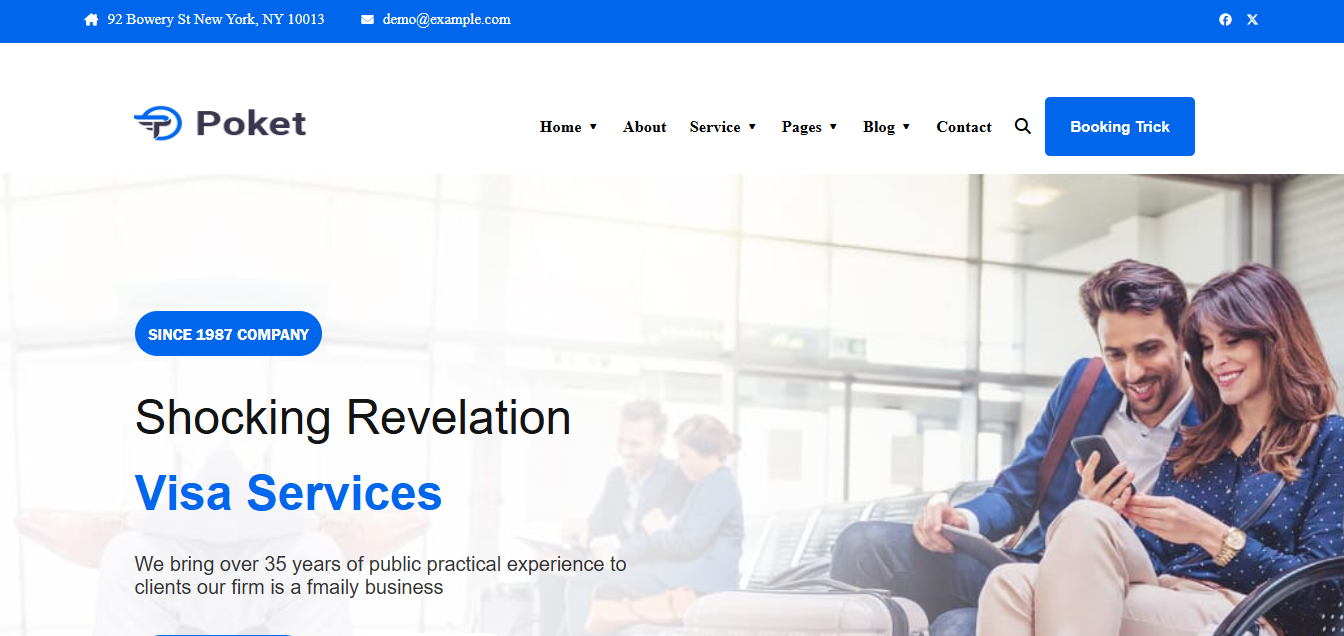 92 Bowery St New York, NY 10013
demo@example.com
Poket
Home
About
Service
Pages
Blog
Contact
Booking Trick
SINCE 1987 COMPANY
Shocking Revelation
Visa Services
We bring over 35 years of public practical experience to
clients our firm is a fmaily business